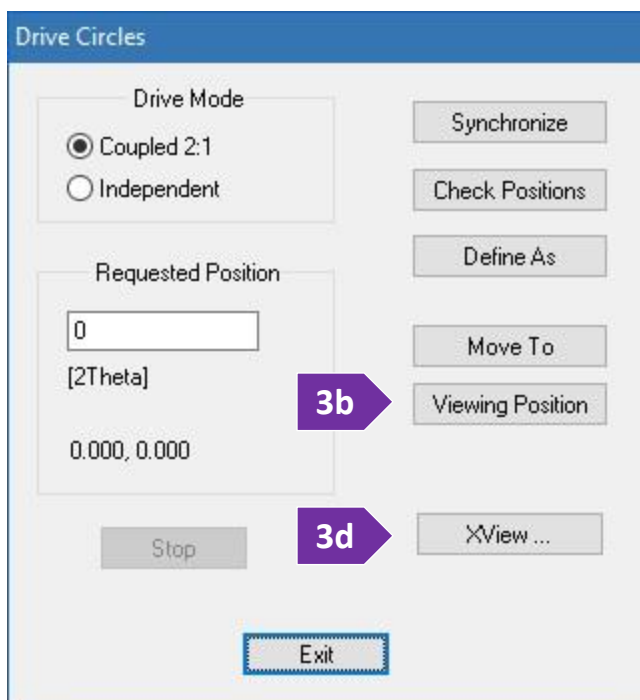 Drive Circles
Drive Mode
Coupled 2:1
Independent
Requested Position
0
[2Theta]
0.000, 0.000
Stop
Synchronize
Check Positions
Define As
Move To
3b
Viewing Position
3d
XView ...
Exit